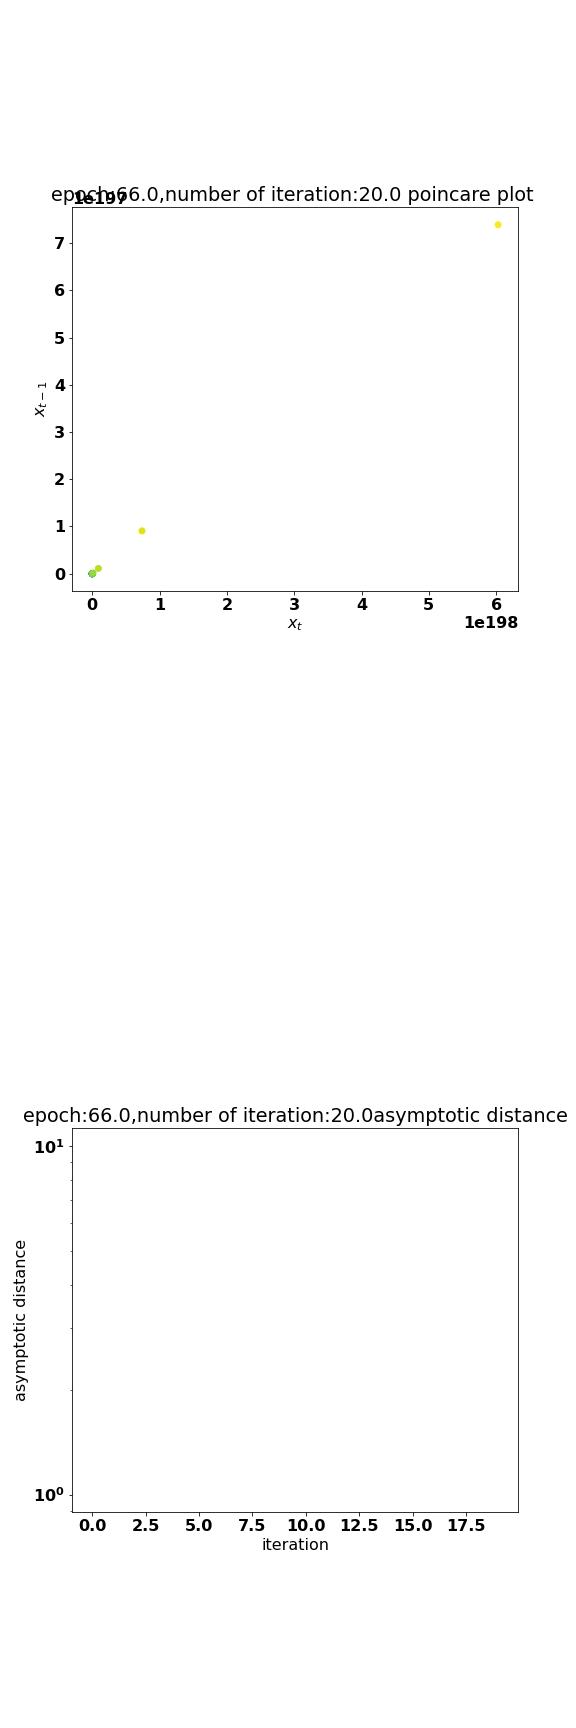 epoch:66.0,number of iteration:20.0 poincare plot
1e197
7
6
5
4
3
2
1
0
x_{t-1}
0 1 2 3 4 5 6
x_t
1e198
epoch:66.0,number of iteration:20.0asymptotic distance
10^1
asymptotic distance
10^0
0.0 2.5 5.0 7.5 10.0 12.5 15.0 17.5
iteration